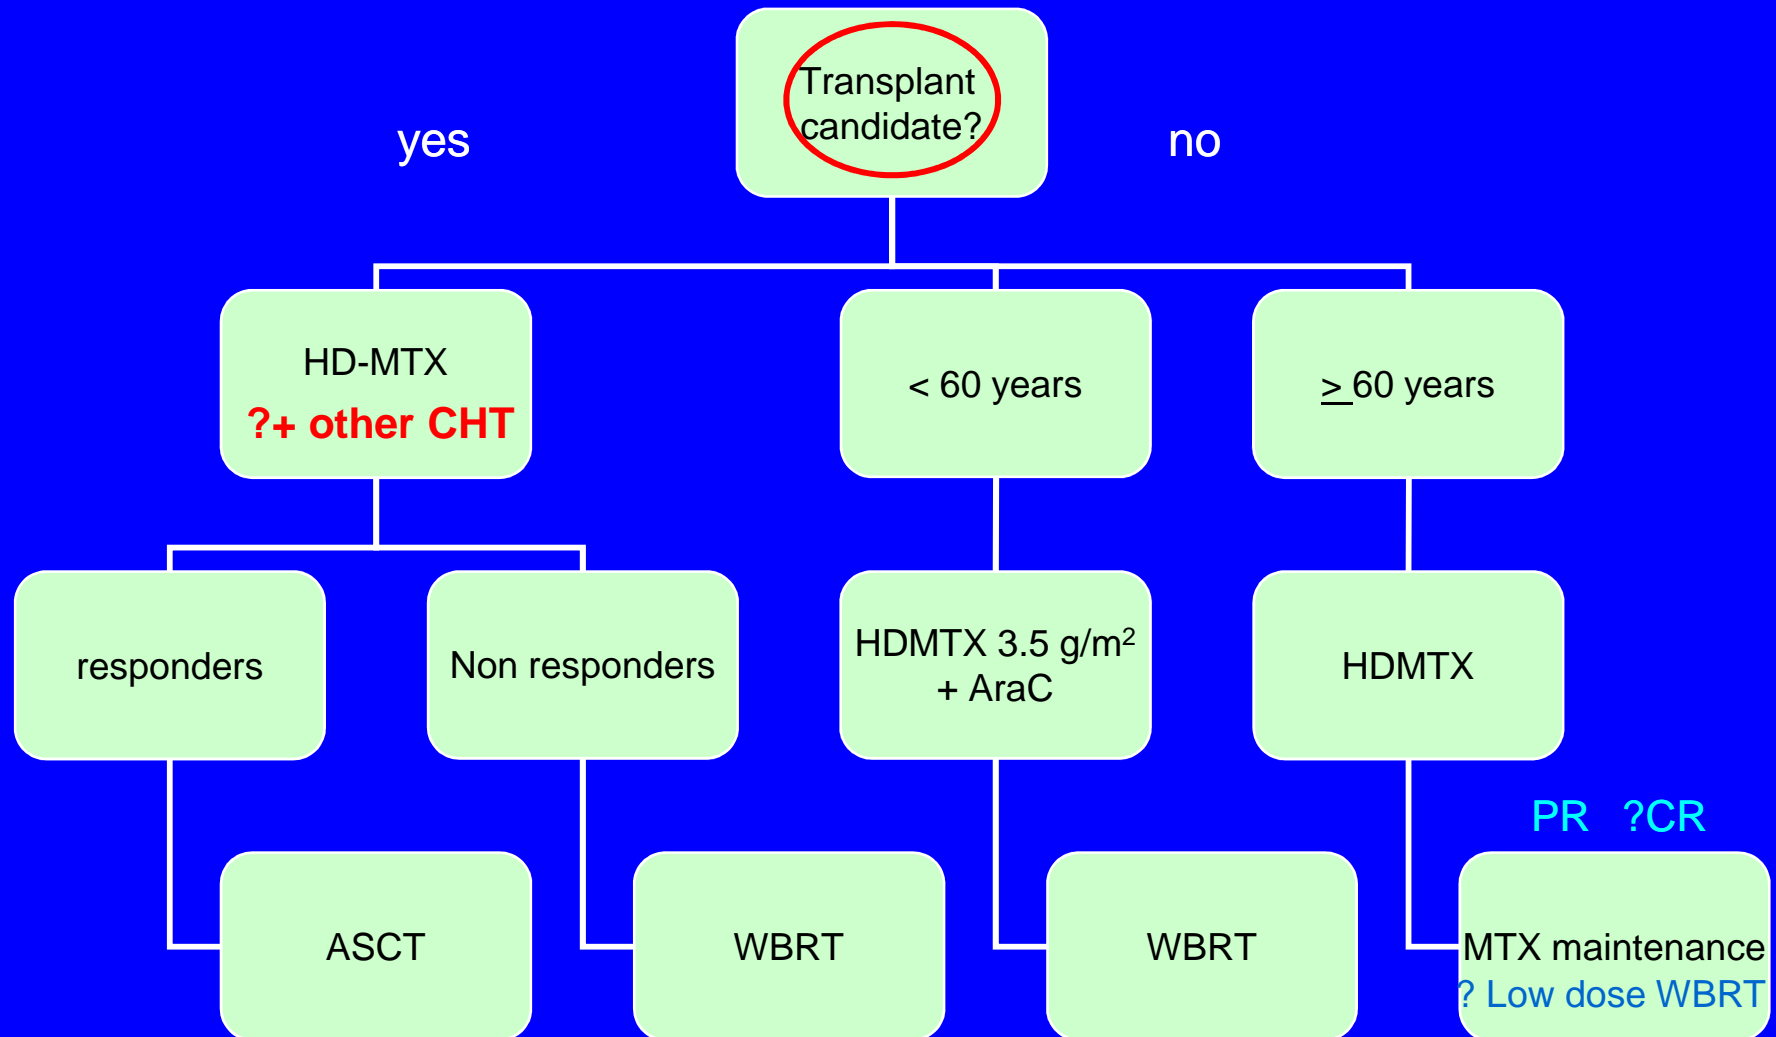 Transplant
candidate?
yes
no
HD-MTX
?+ other CHT
< 60 years
> 60 years
responders
Non responders
HDMTX 3.5 g/m²
+ AraC
HDMTX
PR ?CR
ASCT
WBRT
WBRT
MTX maintenance
? Low dose WBRT